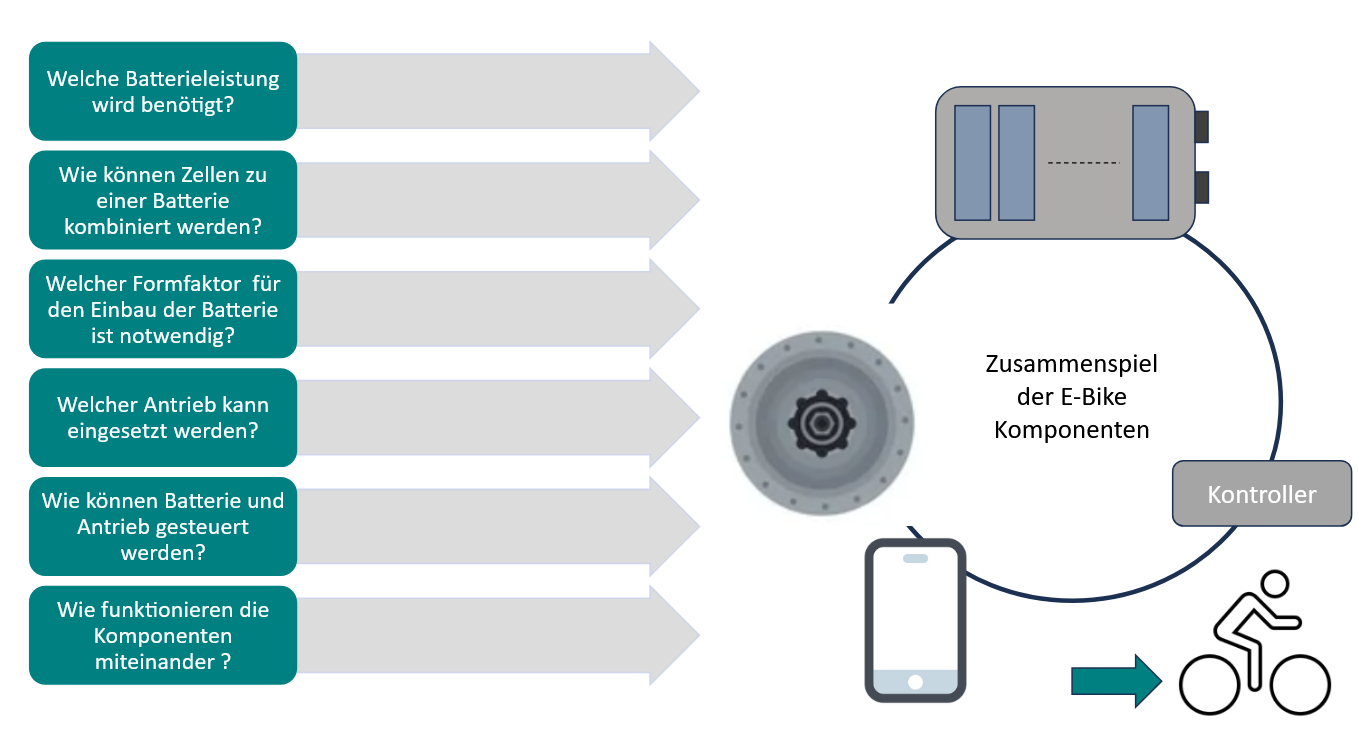 Welche Batterieleistung
wird benötigt?
Wie können Zellen zu
einer Batterie
kombiniert werden?
Welcher Formfaktor  für
den Einbau der Batterie
ist notwendig?
Welcher Antrieb kann
eingesetzt werden?
Wie können Batterie und
Antrieb gesteuert
werden?
Wie funktionieren die
Komponenten
miteinander ?
Zusammenspiel
der E-Bike
Komponenten
Kontroller